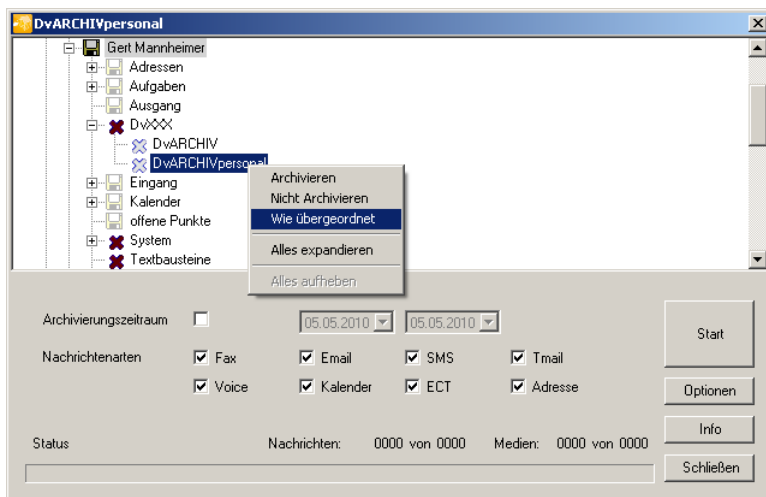 DvARCHIVpersonal
Gert Mannheimer
Adressen
Aufgaben
Ausgang
DvXXX
DvARCHIV
DvARCHIVpersonal
Eingang
Kalender
offene Punkte
System
Textbausteine
Archivieren
Nicht Archivieren
Wie übergeordnet
Alles expandieren
Alles aufheben
Archivierungszeitraum 05.05.2010 05.05.2010
Start
Nachrichtenarten Fax Email SMS Tmail
Voice Kalender ECT Adresse
Optionen
Info
Status Nachrichten: 0000 von 0000 Medien: 0000 von 0000
Schließen